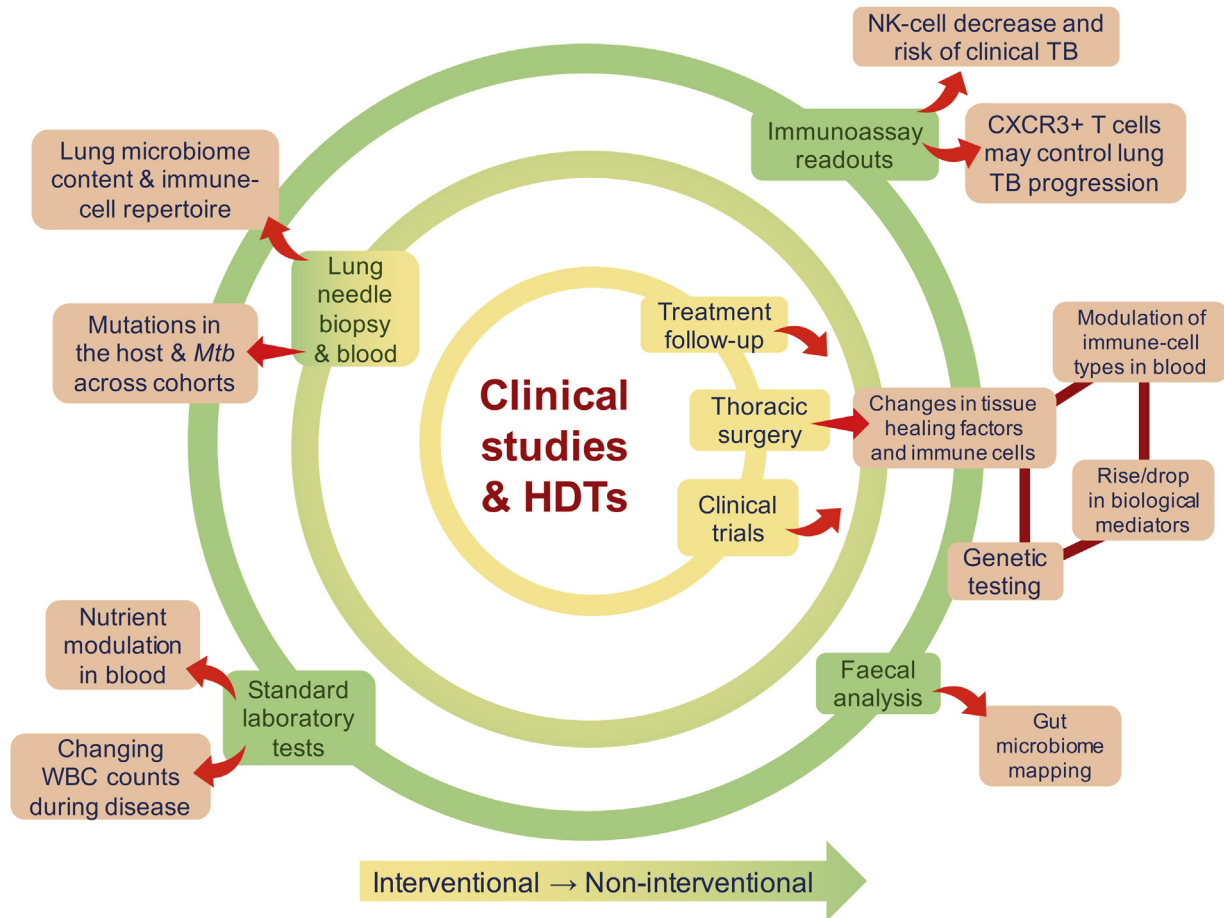 NK-cell decrease and
risk of clinical TB
Immunoassay
readouts
CXCR3+ T cells
may control lung
TB progression
Lung microbiome
content & immune-
cell repertoire
Lung
needle
biopsy
& blood
Mutations in
the host & Mtb
across cohorts
Treatment
follow-up
Clinical
studies
& HDTs
Thoracic
surgery
Clinical
trials
Changes in tissue
healing factors
and immune cells
Modulation of
immune-cell
types in blood
Rise/drop
in biological
mediators
Genetic
testing
Nutrient
modulation
in blood
Standard
laboratory
tests
Changing
WBC counts
during disease
Faecal
analysis
Gut
microbiome
mapping
Interventional → Non-interventional